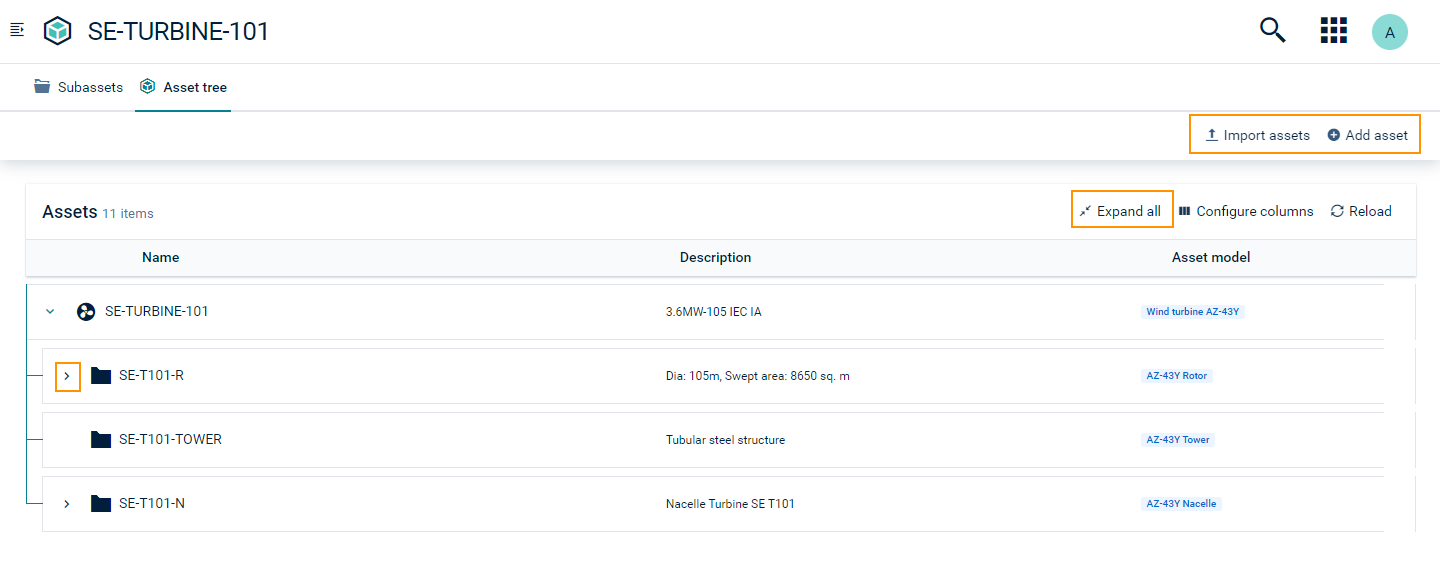 SE-TURBINE-101
A
Subassets Asset tree
Import assets Add asset
Assets 11 items Expand all Configure columns Reload
Name Description Asset model
SE-TURBINE-101 3.6MW-105 IEC IA Wind turbine AZ-43Y
SE-T101-R Dia: 105m, Swept area: 8650 sq. m AZ-43Y Rotor
SE-T101-TOWER Tubular steel structure AZ-43Y Tower
SE-T101-N Nacelle Turbine SE T101 AZ-43Y Nacelle